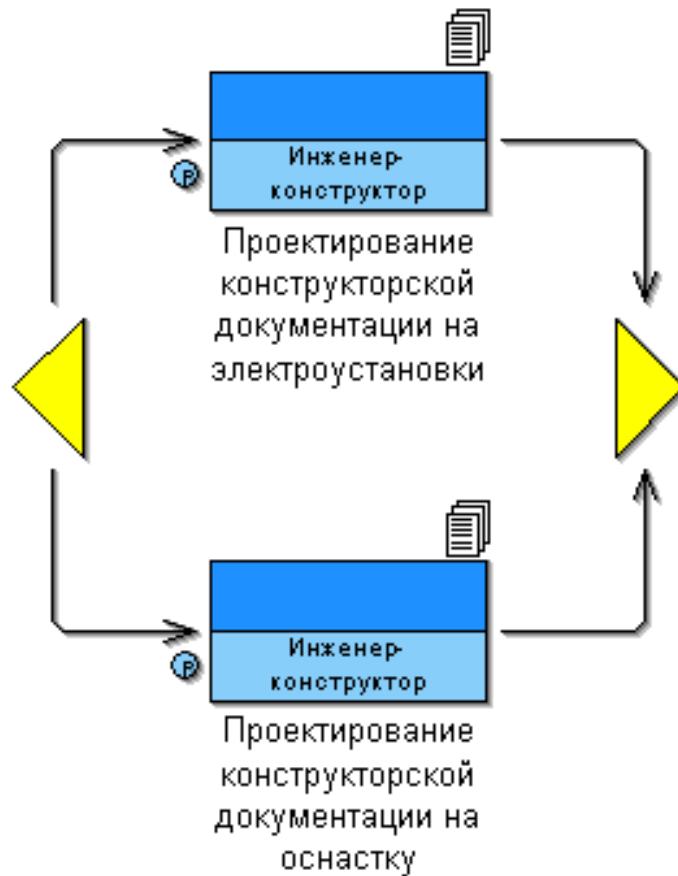 Инженер-
конструктор
P
Проектирование
конструкторской
документации на
электроустановки
Инженер-
конструктор
P
Проектирование
конструкторской
документации на
оснастку